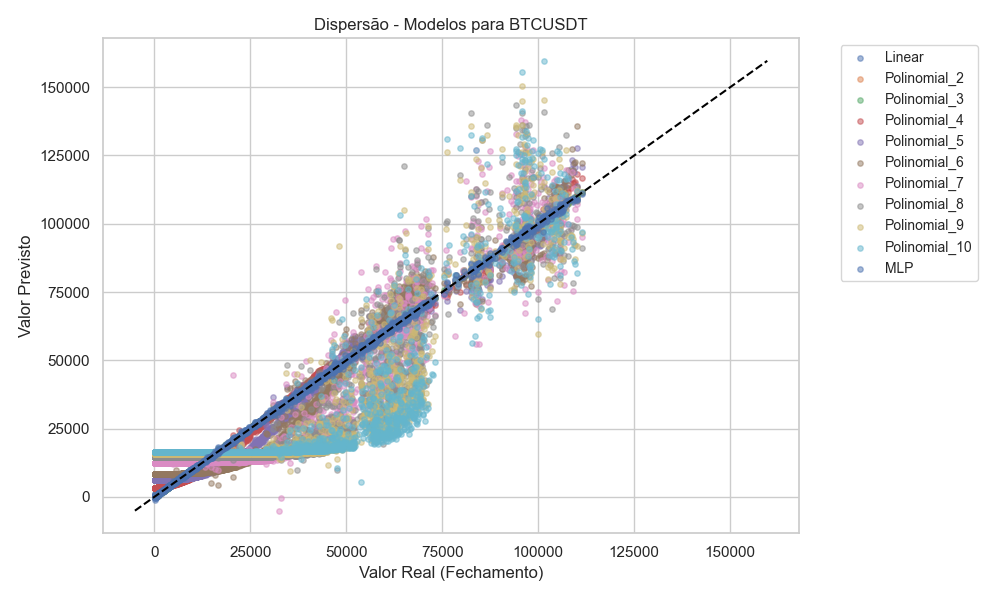 Dispersão - Modelos para BTCUSDT
Linear
Polinomial_2
Polinomial_3
Polinomial_4
Polinomial_5
Polinomial_6
Polinomial_7
Polinomial_8
Polinomial_9
Polinomial_10
MLP
Valor Previsto
150000
125000
100000
75000
50000
25000
0
0 25000 50000 75000 100000 125000 150000
Valor Real (Fechamento)